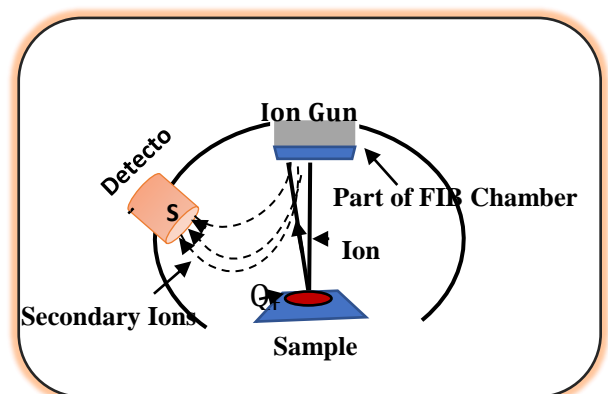 Ion Gun
Detecto
S
Part of FIB Chamber
Ion
Q
Secondary Ions
Sample